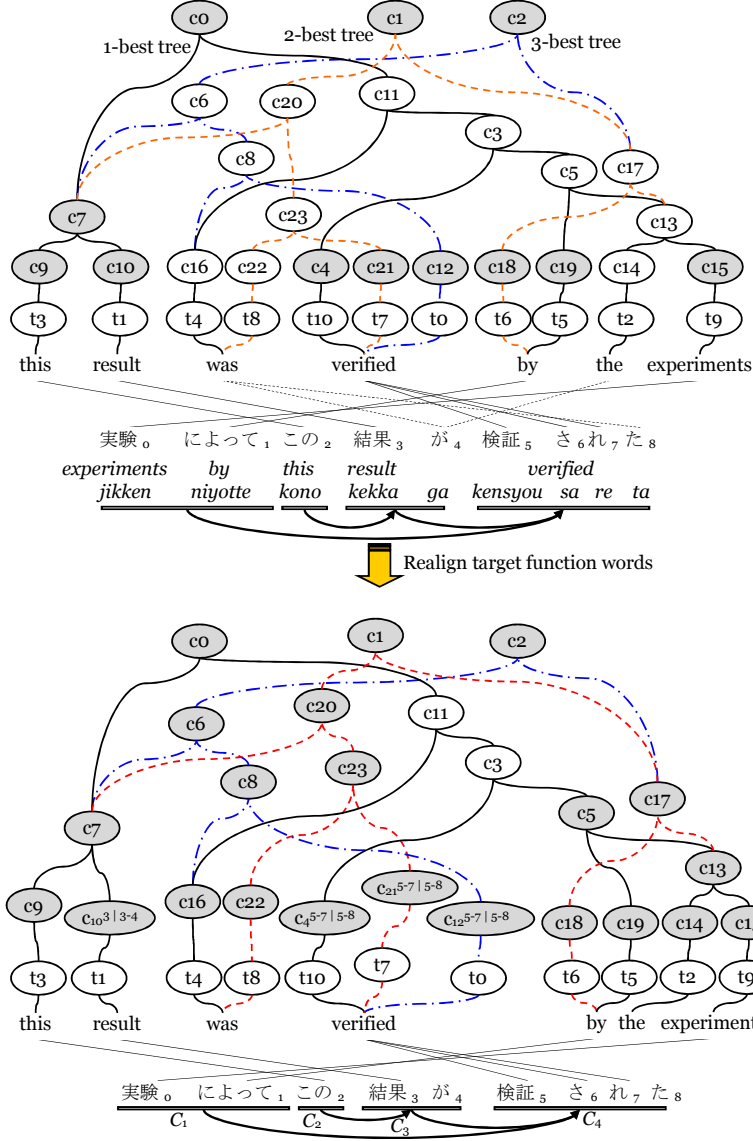 c0 c1 c2
1-best tree 2-best tree 3-best tree
c6 c20 c11
c3
c8 c5 c17
c7 c23 c13
c9 c10 c16 c22 c4 c21 c12 c18 c19 c14 c15
t3 t1 t4 t8 t10 t7 t0 t6 t5 t2 t9
this result was verified by the experiments
実験 0 によって 1 この 2 結果 3 が 4 検証 5 さ 6 れ 7 た 8
experiments by this result verified
jikken niyotte kono kekka ga kensyou sa re ta
Realign target function words
c0 c1 c2
c6 c20 c11
c8 c23 c3
c7 c5 c17
c13
c9 c10 3|3-4 c16 c22 c4 5-7|5-8 c21 5-7|5-8 c12 5-7|5-8 c18 c19 c14 c1
t3 t1 t4 t8 t10 t7 t0 t6 t5 t2 t9
this result was verified by the experiment
実験 0 によって 1 この 2 結果 3 が 4 検証 5 さ 6 れ 7 た 8
C1 C2 C3 C4